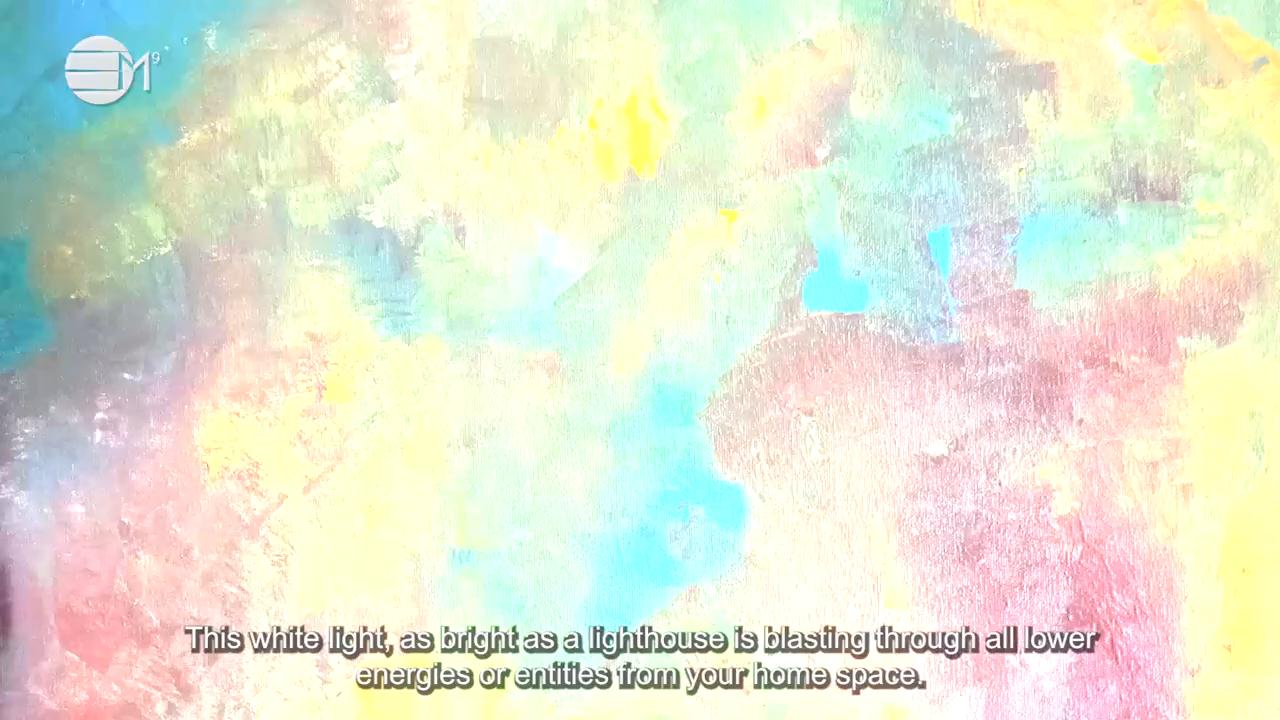 EM⁹
This white light, as bright as a lighthouse is blasting through all lower
energies or entities from your home space.